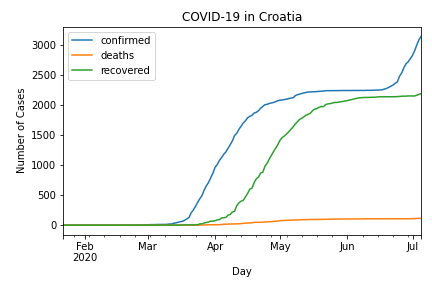 COVID-19 in Croatia
confirmed
deaths
recovered
Number of Cases
3000
2500
2000
1500
1000
500
0
Feb Mar Apr May Jun Jul
2020
Day